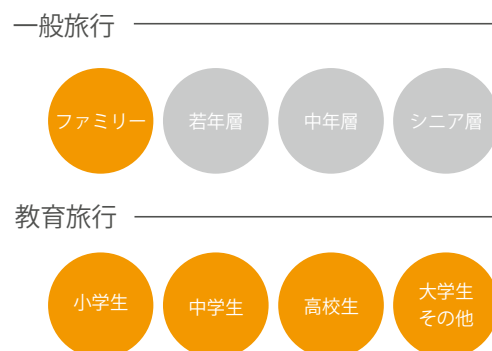 一般旅行
ファミリー
若年層
中年層
シニア層
教育旅行
小学生
中学生
高校生
大学生
その他